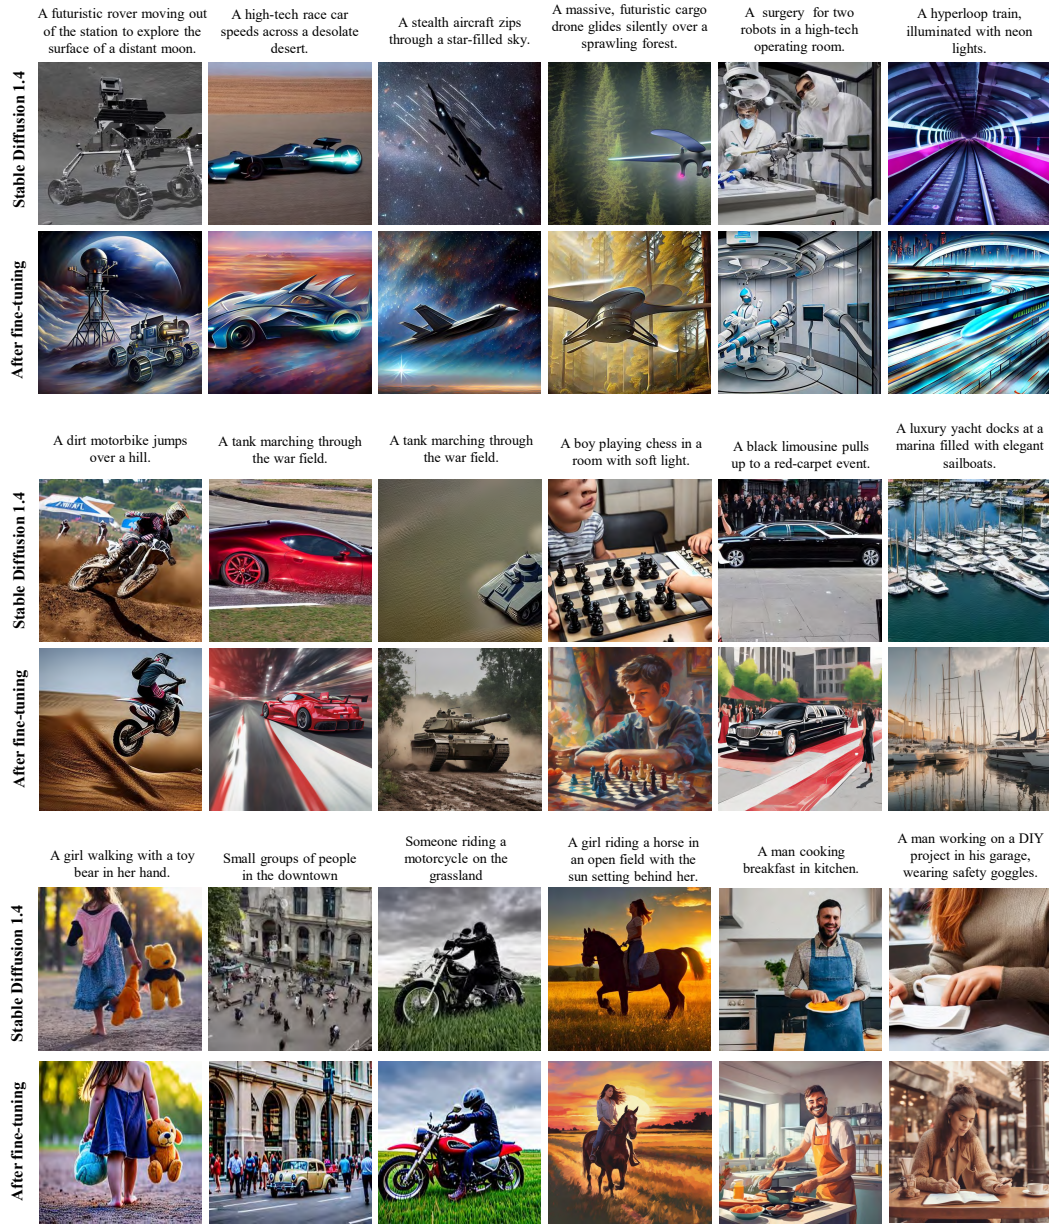 A futuristic rover moving out
of the station to explore the
surface of a distant moon.
A high-tech race car
speeds across a desolate
desert.
A stealth aircraft zips
through a star-filled sky.
A massive, futuristic cargo
drone glides silently over a
sprawling forest.
A surgery for two
robots in a high-tech
operating room.
A hyperloop train,
illuminated with neon
lights.
Stable Diffusion 1.4
After fine-tuning
A dirt motorbike jumps
over a hill.
A tank marching through
the war field.
A tank marching through
the war field.
A boy playing chess in a
room with soft light.
A black limousine pulls
up to a red-carpet event.
A luxury yacht docks at a
marina filled with elegant
sailboats.
Stable Diffusion 1.4
After fine-tuning
A girl walking with a toy
bear in her hand.
Small groups of people
in the downtown
Someone riding a
motorcycle on the
grassland
A girl riding a horse in
an open field with the
sun setting behind her.
A man cooking
breakfast in kitchen.
A man working on a DIY
project in his garage,
wearing safety goggles.
Stable Diffusion 1.4
After fine-tuning